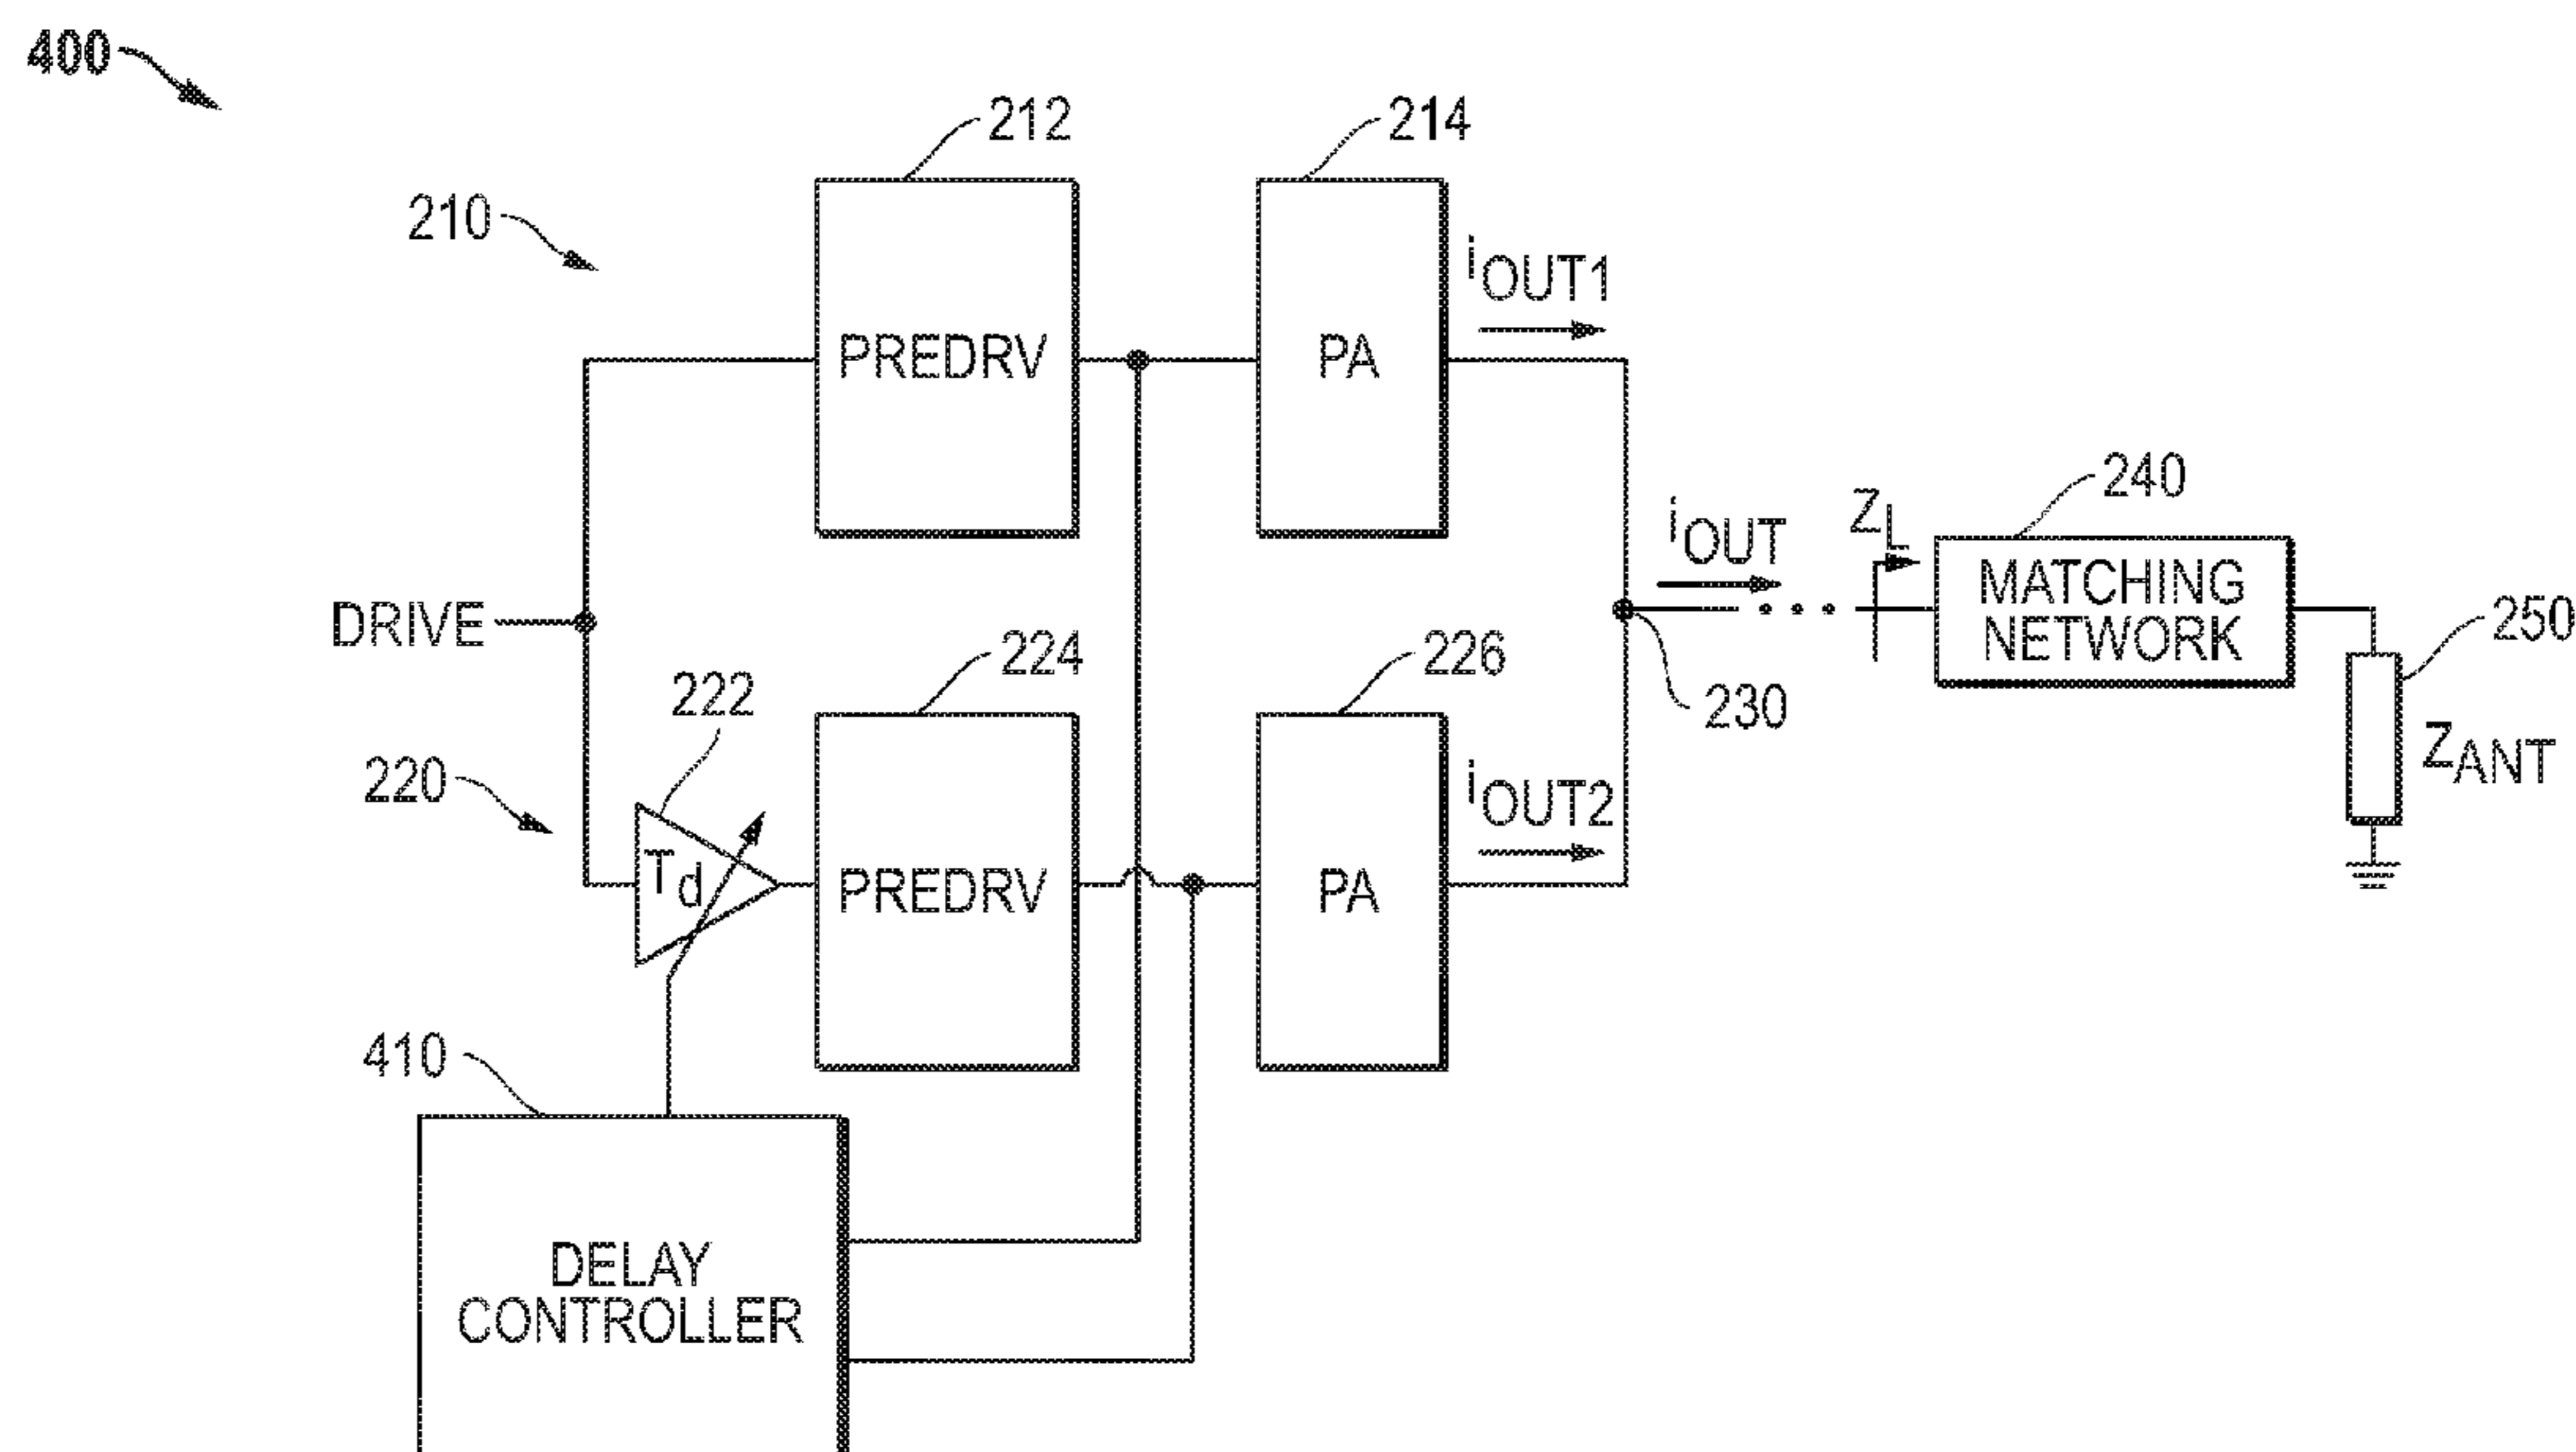 400
212
214
210
iOUT1
PREDRV
PA
240
ZL
iOUT
MATCHING
NETWORK
DRIVE
250
224
226
222
230
220
iOUT2
ZANT
Td
PREDRV
PA
410
DELAY
CONTROLLER